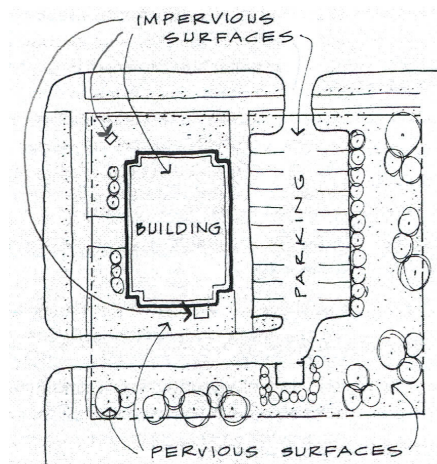 IMPERVIOUS
SURFACES
BUILDING
PARKING
PERVIOUS SURFACES